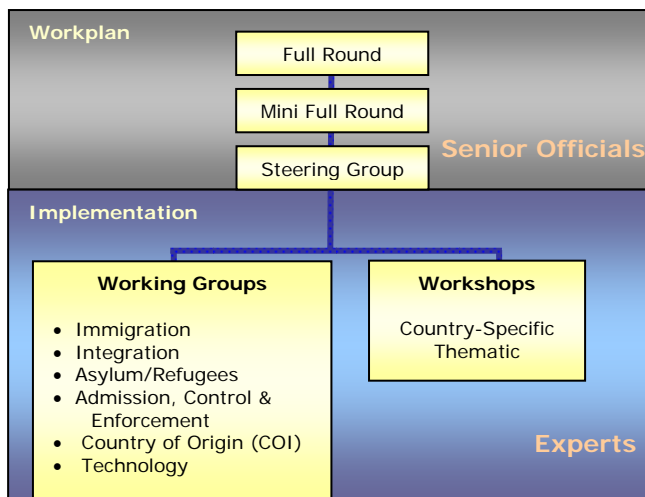 Workplan
Full Round
Mini Full Round
Senior Officials
Steering Group
Implementation
Working Groups
• Immigration
• Integration
• Asylum/Refugees
• Admission, Control &
Enforcement
• Country of Origin (COI)
• Technology
Workshops
Country-Specific
Thematic
Experts